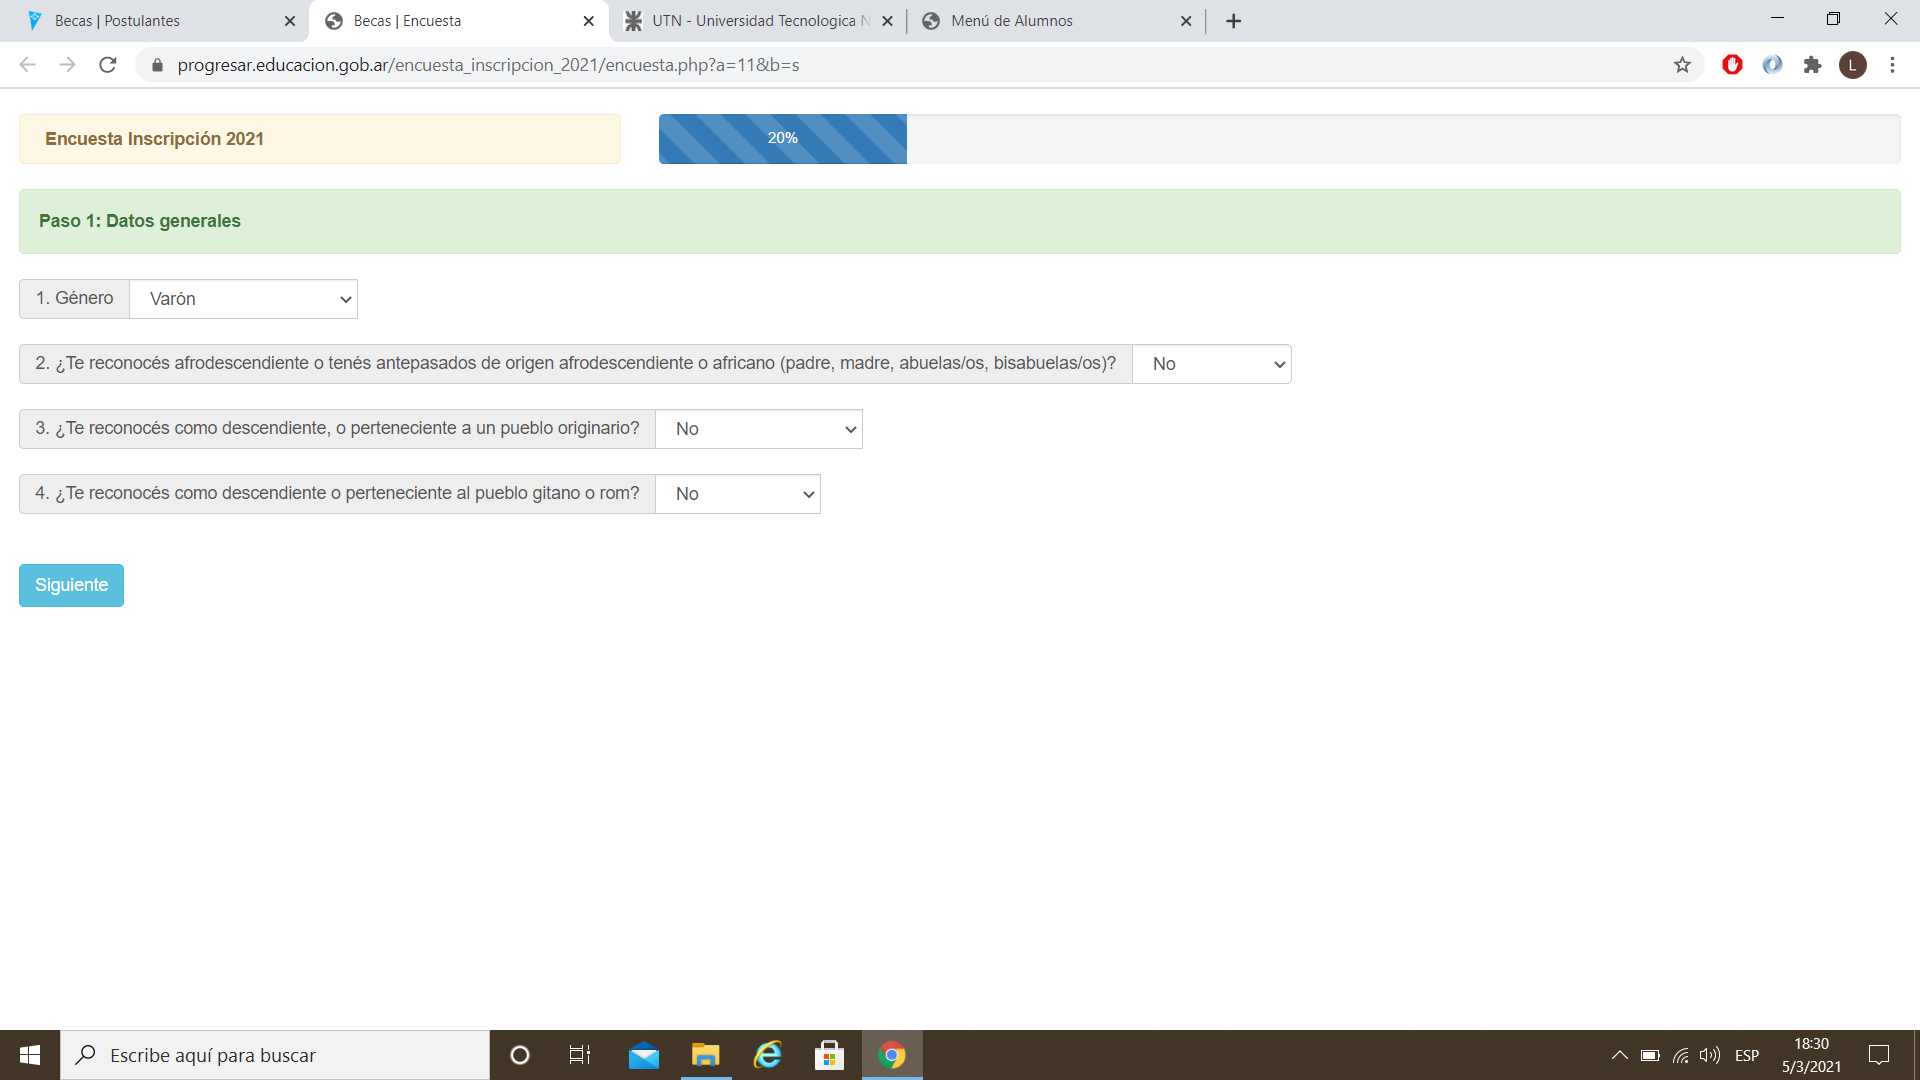 Becas | Postulantes
Becas | Encuesta
UTN - Universidad Tecnologica N
Menú de Alumnos
progresar.educacion.gob.ar/encuesta_inscripcion_2021/encuesta.php?a=11&b=s
L
Encuesta Inscripción 2021
20%
Paso 1: Datos generales
1. Género Varón
2. ¿Te reconocés afrodescendiente o tenés antepasados de origen afrodescendiente o africano (padre, madre, abuelas/os, bisabuelas/os)? No
3. ¿Te reconocés como descendiente, o perteneciente a un pueblo originario? No
4. ¿Te reconocés como descendiente o perteneciente al pueblo gitano o rom? No
Siguiente
Escribe aquí para buscar
ESP
18:30
5/3/2021